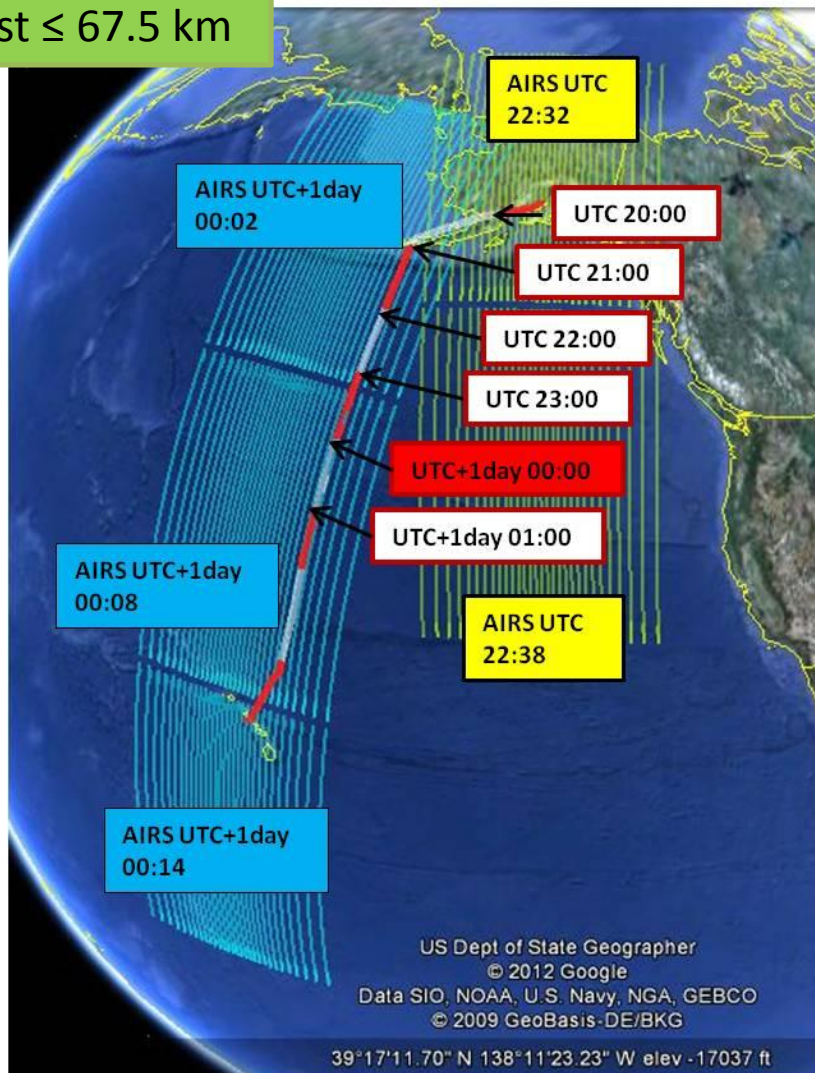 st ≤ 67.5 km
AIRS UTC
22:32
AIRS UTC+1day
00:02
UTC 20:00
UTC 21:00
UTC 22:00
UTC 23:00
UTC+1day 00:00
UTC+1day 01:00
AIRS UTC+1day
00:08
AIRS UTC
22:38
AIRS UTC+1day
00:14
US Dept of State Geographer
© 2012 Google
Data SIO, NOAA, U.S. Navy, NGA, GEBCO
© 2009 GeoBasis-DE/BKG
39°17'11.70" N 138°11'23.23" W elev -17037 ft